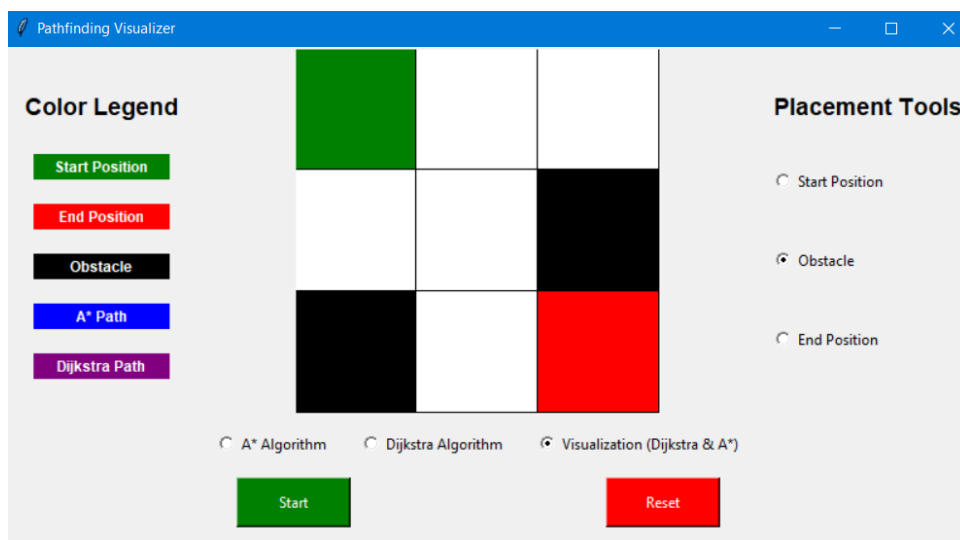 Pathfinding Visualizer
Color Legend
Start Position
End Position
Obstacle
A* Path
Dijkstra Path
Placement Tools
Start Position
Obstacle
End Position
A* Algorithm
Dijkstra Algorithm
Visualization (Dijkstra & A*)
Start
Reset